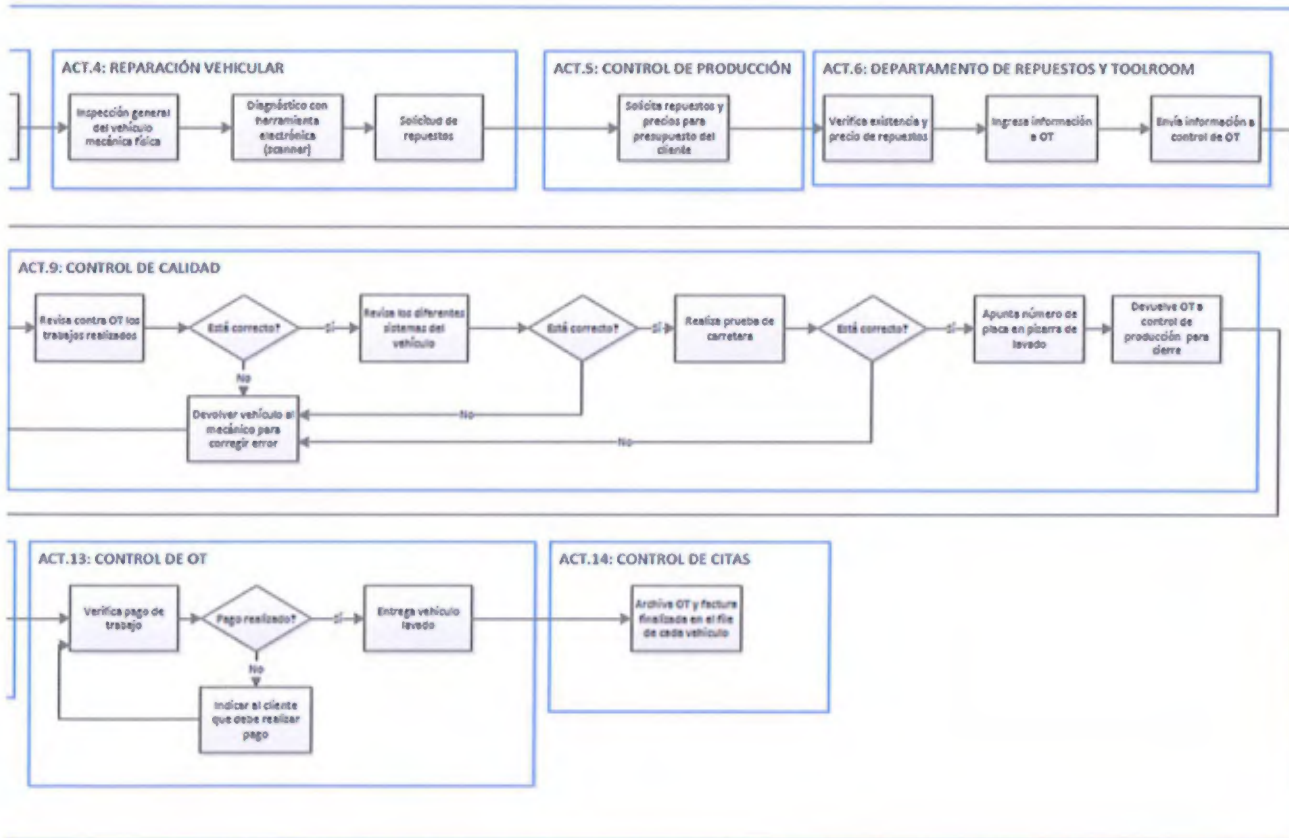 ACT.4: REPARACIÓN VEHICULAR
Inspección general
del vehículo
mecánica física
Diagnóstico con
herramienta
electrónica
(scanner)
Solicitud de
repuestos
ACT.5: CONTROL DE PRODUCCIÓN
Solicita repuestos y
precios para
presupuesto del
cliente
ACT.6: DEPARTAMENTO DE REPUESTOS Y TOOLROOM
Verifica existencia y
precio de repuestos
Ingresa información
a OT
Envía información a
control de OT
ACT.9: CONTROL DE CALIDAD
Revisa contra OT los
trabajos realizados
Está correcto?
Sí
Revisa los diferentes
sistemas del
vehículo
Está correcto?
Sí
Realiza prueba de
carretera
Está correcto?
Sí
Apunta número de
placa en pizarra de
lavado
Devuelve OT a
control de
producción para
cierre
No
Devolver vehículo al
mecánico para
corregir error
No
No
ACT.13: CONTROL DE OT
Verifica pago de
trabajo
Pago realizado?
Sí
Entrega vehículo
lavado
No
Indicar al cliente
que debe realizar
pago
ACT.14: CONTROL DE CITAS
Archiva OT y factura
finalizada en el file
de cada vehículo